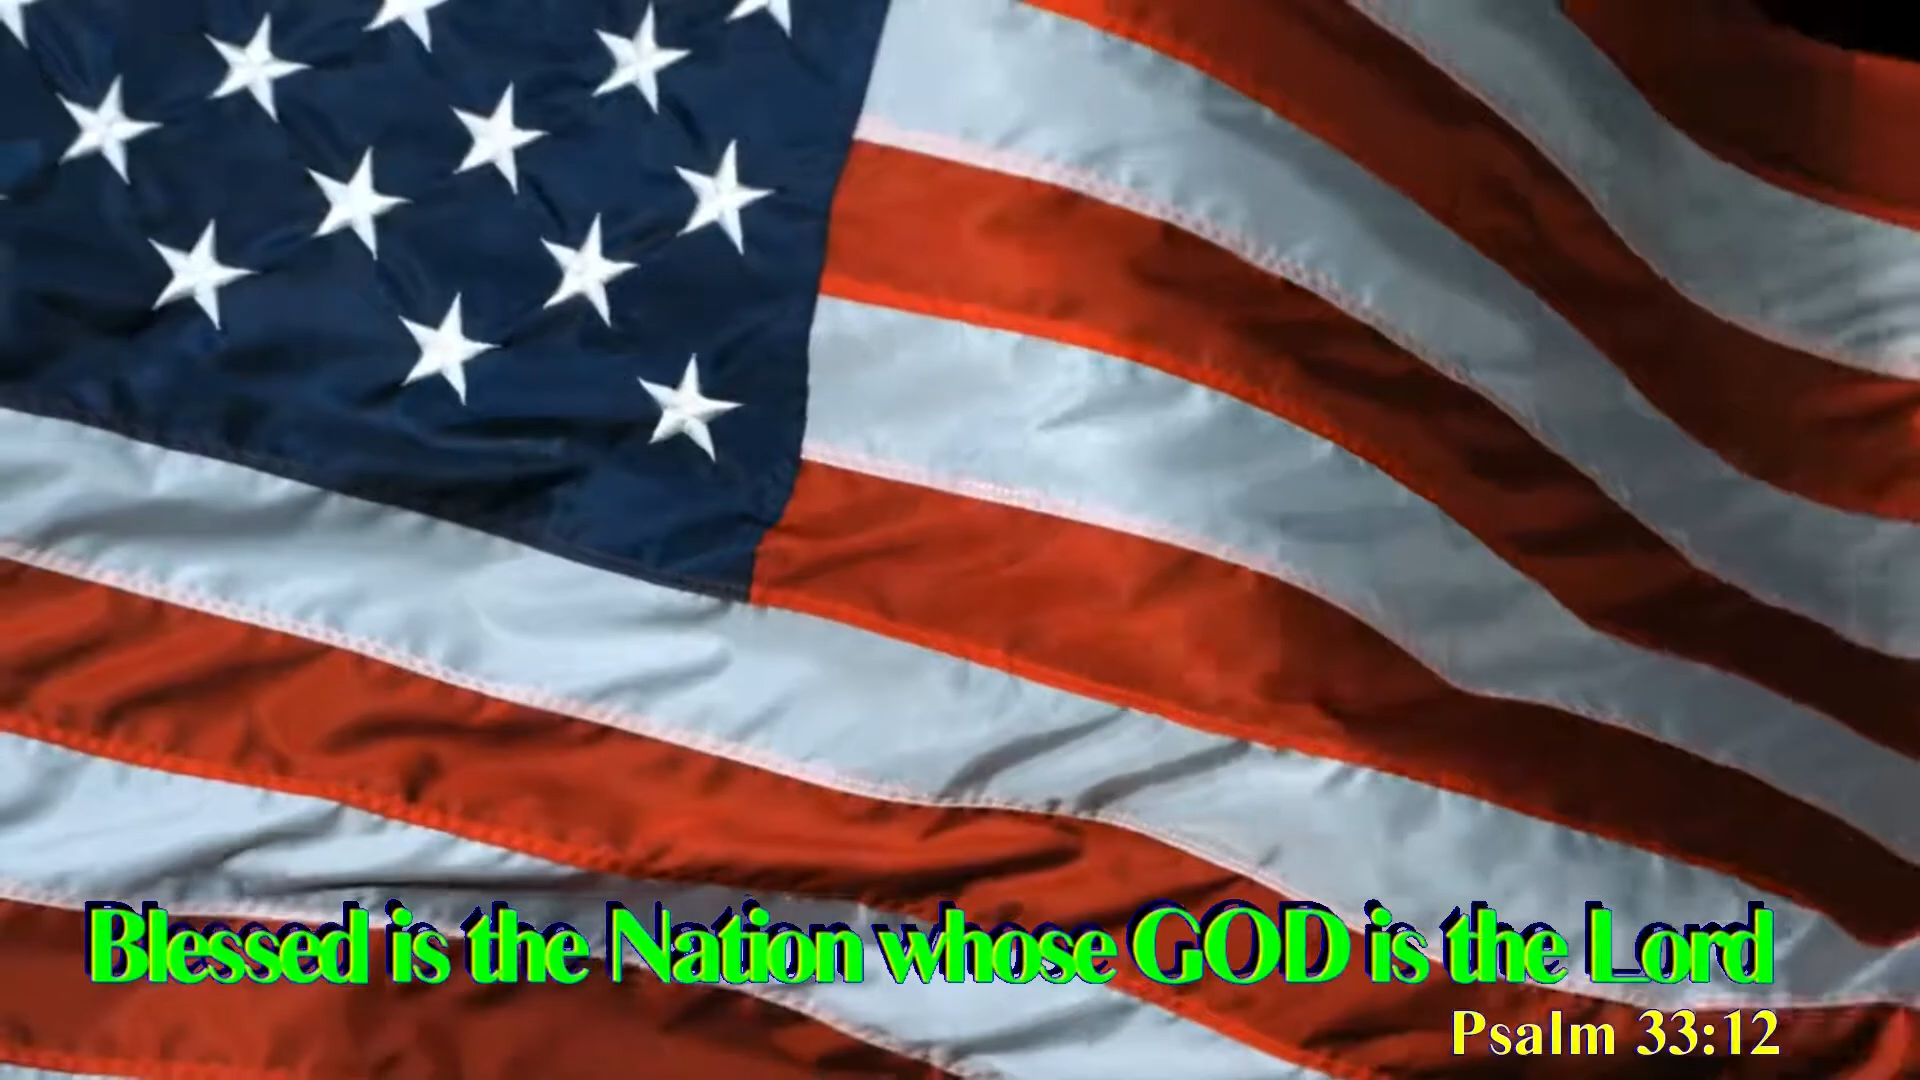 Blessed is the Nation whose GOD is the Lord
Psalm 33:12